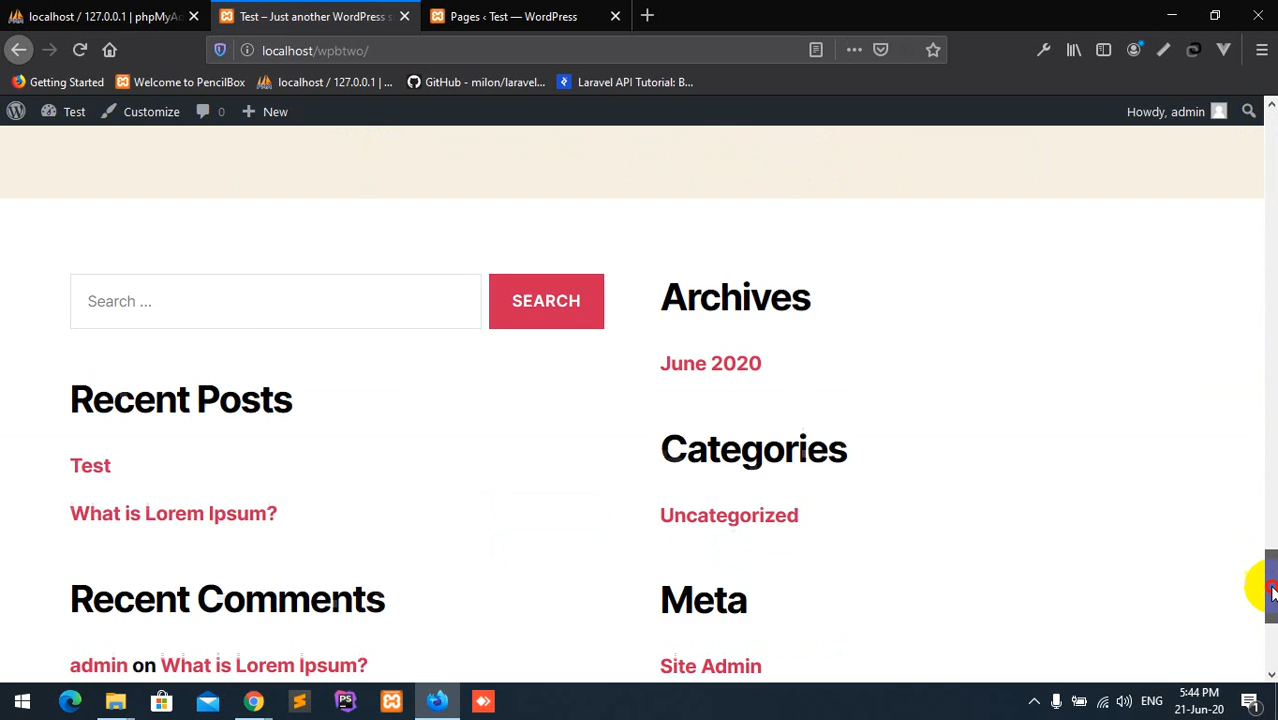 localhost / 127.0.0.1 | phpMyAd
Test – Just another WordPress s
Pages ‹ Test — WordPress
localhost/wpbtwo/
Getting Started
Welcome to PencilBox
localhost / 127.0.0.1 | ...
GitHub - milon/laravel...
Laravel API Tutorial: B...
Test
Customize
0
New
Howdy, admin
Search ...
SEARCH
Archives
June 2020
Recent Posts
Categories
Test
What is Lorem Ipsum?
Uncategorized
Recent Comments
Meta
admin on What is Lorem Ipsum?
Site Admin
PS
ENG
5:44 PM
21-Jun-20
1